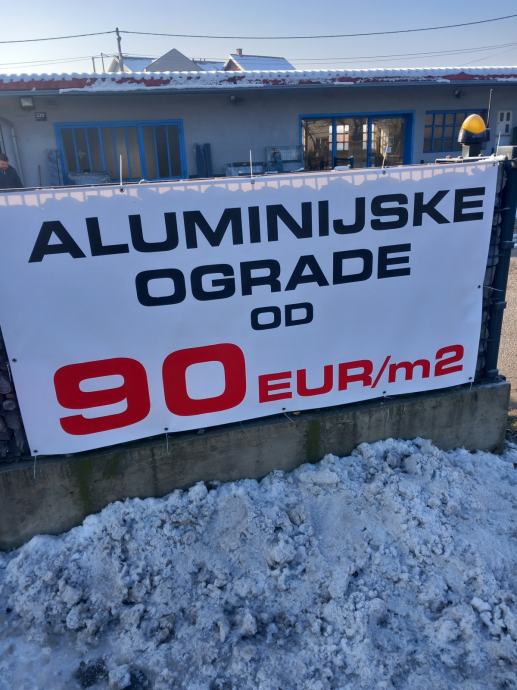 ALUMINIJSKE
OGRADE
OD
90 EUR/m2